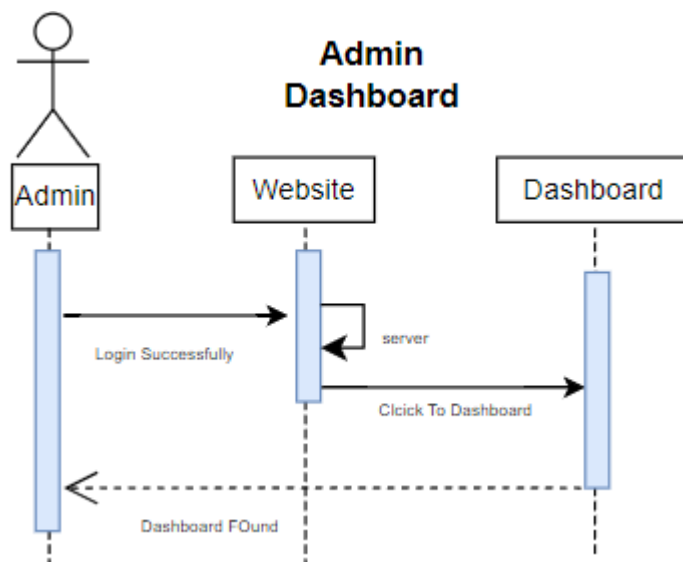 Admin
Dashboard
Admin
Website
Dashboard
Login Successfully
server
Clcick To Dashboard
Dashboard FOund